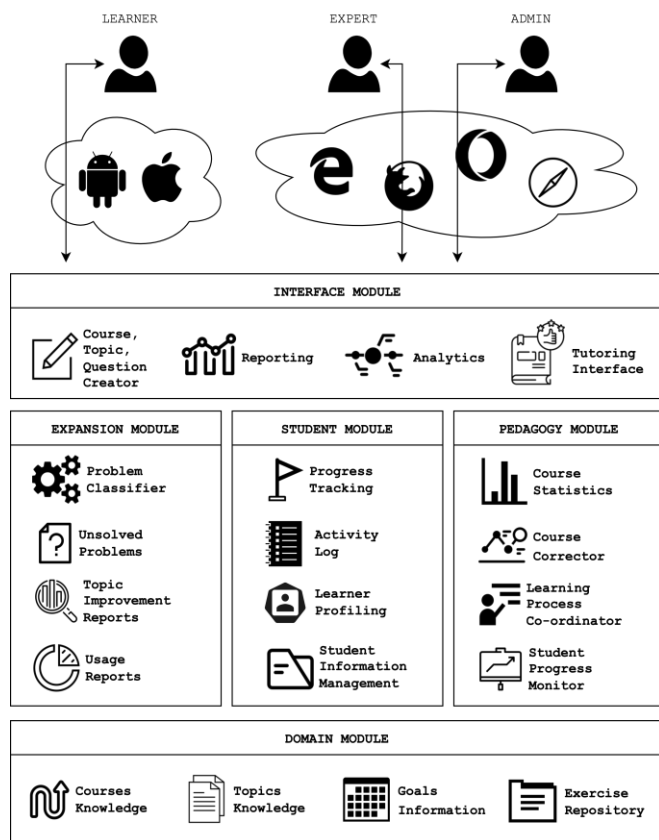 LEARNER
EXPERT
ADMIN
INTERFACE MODULE
Course,
Topic,
Question
Creator
Reporting
Analytics
Tutoring
Interface
EXPANSION MODULE
Problem
Classifier
Unsolved
Problems
Topic
Improvement
Reports
Usage
Reports
STUDENT MODULE
Progress
Tracking
Activity
Log
Learner
Profiling
Student
Information
Management
PEDAGOGY MODULE
Course
Statistics
Course
Corrector
Learning
Process
Co-ordinator
Student
Progress
Monitor
DOMAIN MODULE
Courses
Knowledge
Topics
Knowledge
Goals
Information
Exercise
Repository